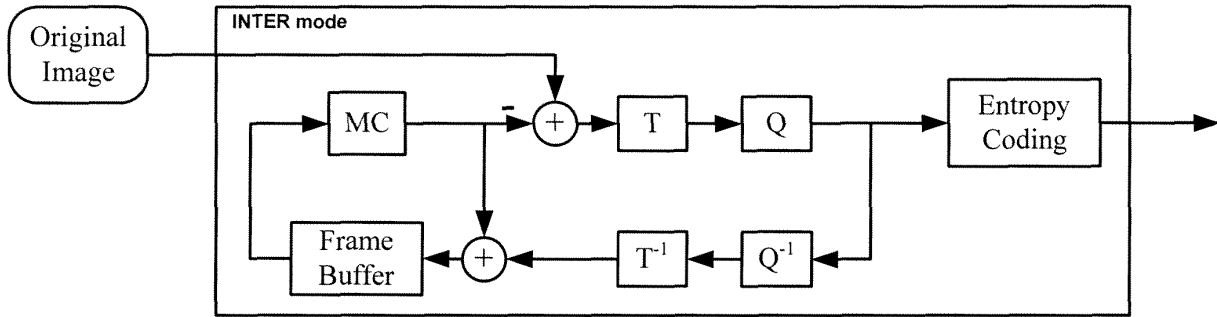 INTER mode
Original
Image
-
MC
+
T
Q
Entropy
Coding
Frame
Buffer
+
T-1
Q-1